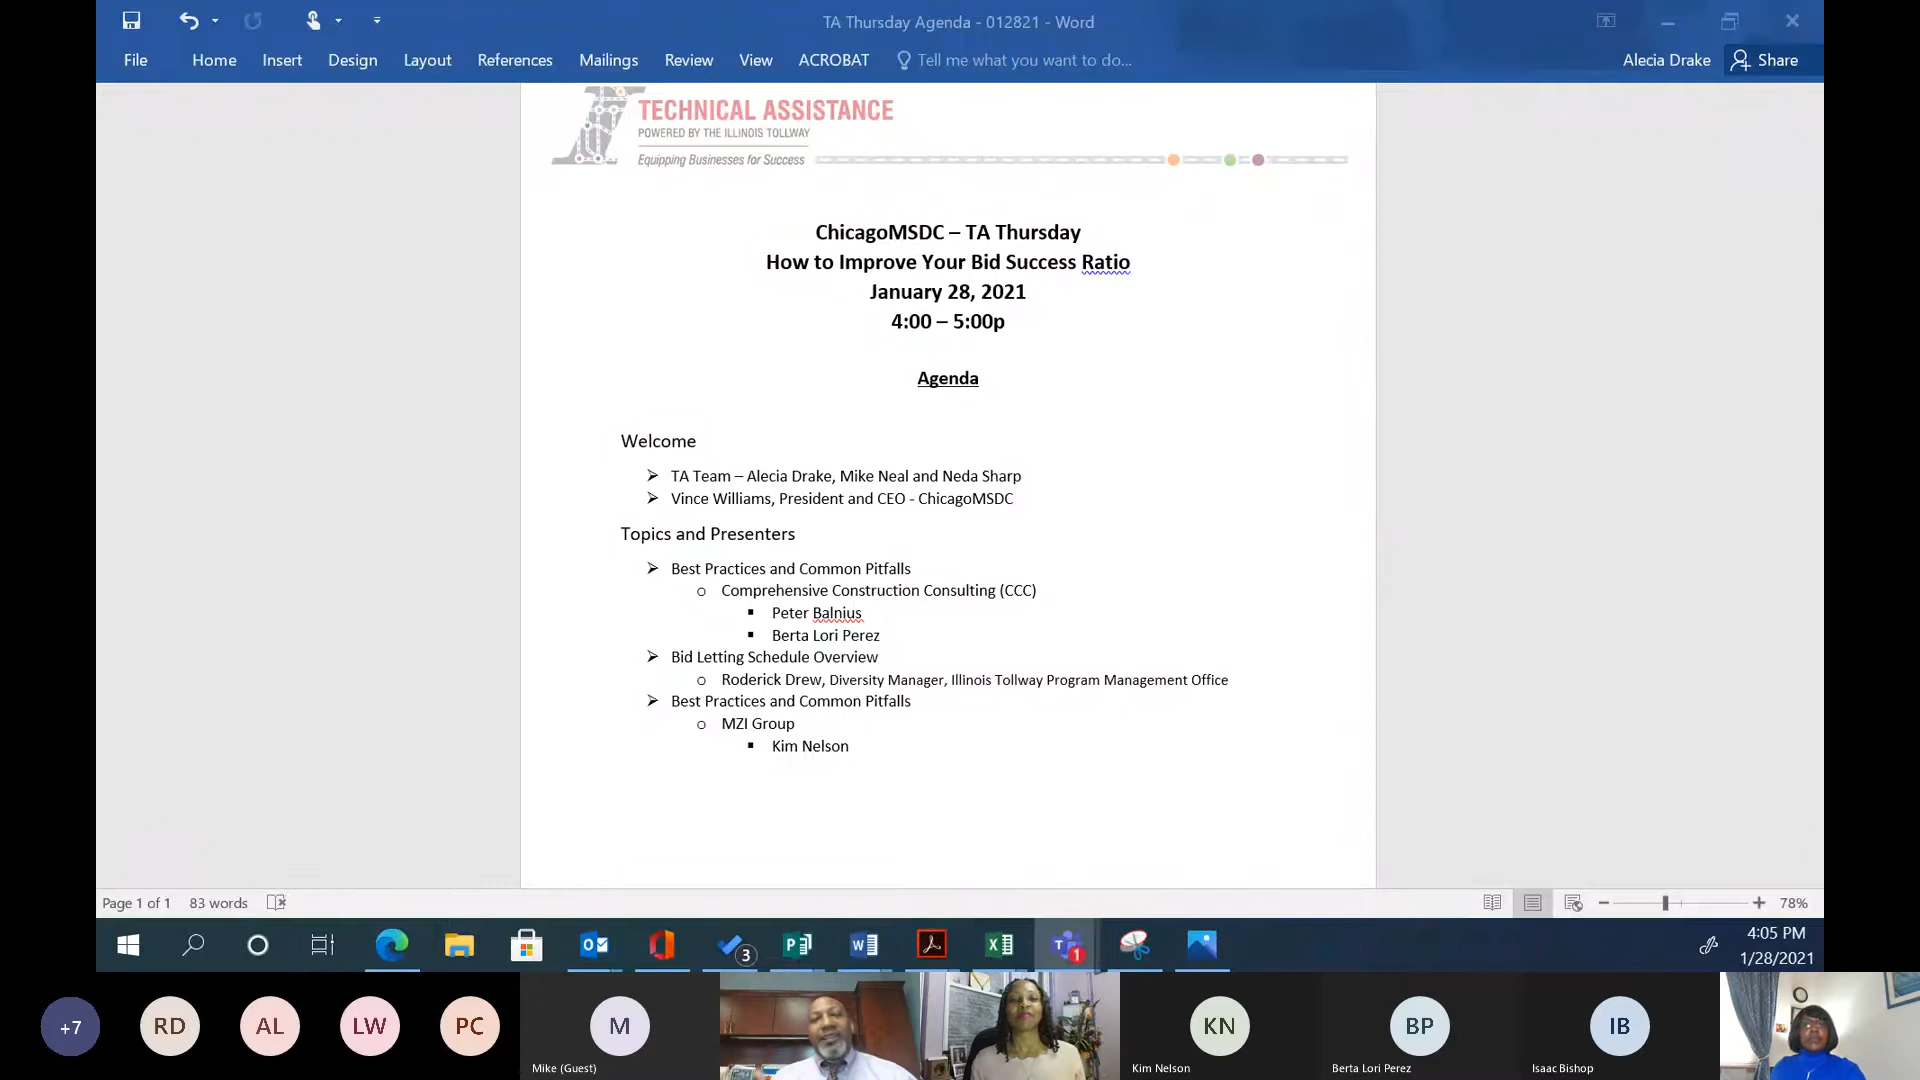 TA Thursday Agenda - 012821 - Word
File Home Insert Design Layout References Mailings Review View ACROBAT Tell me what you want to do... Alecia Drake Share
TECHNICAL ASSISTANCE
POWERED BY THE ILLINOIS TOLLWAY
Equipping Businesses for Success
ChicagoMSDC – TA Thursday
How to Improve Your Bid Success Ratio
January 28, 2021
4:00 – 5:00p
Agenda
Welcome
TA Team – Alecia Drake, Mike Neal and Neda Sharp
Vince Williams, President and CEO - ChicagoMSDC
Topics and Presenters
Best Practices and Common Pitfalls
Comprehensive Construction Consulting (CCC)
Peter Balnius
Berta Lori Perez
Bid Letting Schedule Overview
Roderick Drew, Diversity Manager, Illinois Tollway Program Management Office
Best Practices and Common Pitfalls
MZI Group
Kim Nelson
Page 1 of 1 83 words 78%
3 1 4:05 PM
1/28/2021
+7 RD AL LW PC M KN BP IB
Mike (Guest) Kim Nelson Berta Lori Perez Isaac Bishop